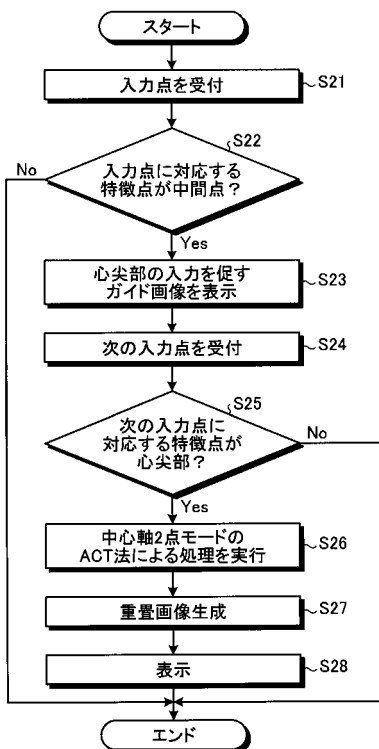 スタート
入力点を受付
S21
S22
入力点に対応する
特徴点が中間点？
No
Yes
心尖部の入力を促す
ガイド画像を表示
S23
次の入力点を受付
S24
S25
次の入力点に
対応する特徴点が
心尖部？
No
Yes
中心軸2点モードの
ACT法による処理を実行
S26
重畳画像生成
S27
表示
S28
エンド